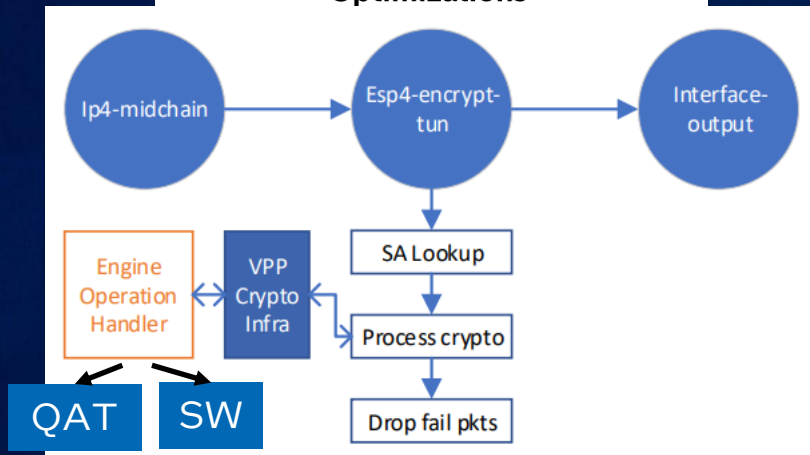 Optimizations
Ip4-midchain
Esp4-encrypt-
tun
Interface-
output
SA Lookup
Engine
Operation
Handler
VPP
Crypto
Infra
Process crypto
Drop fail pkts
QAT
SW